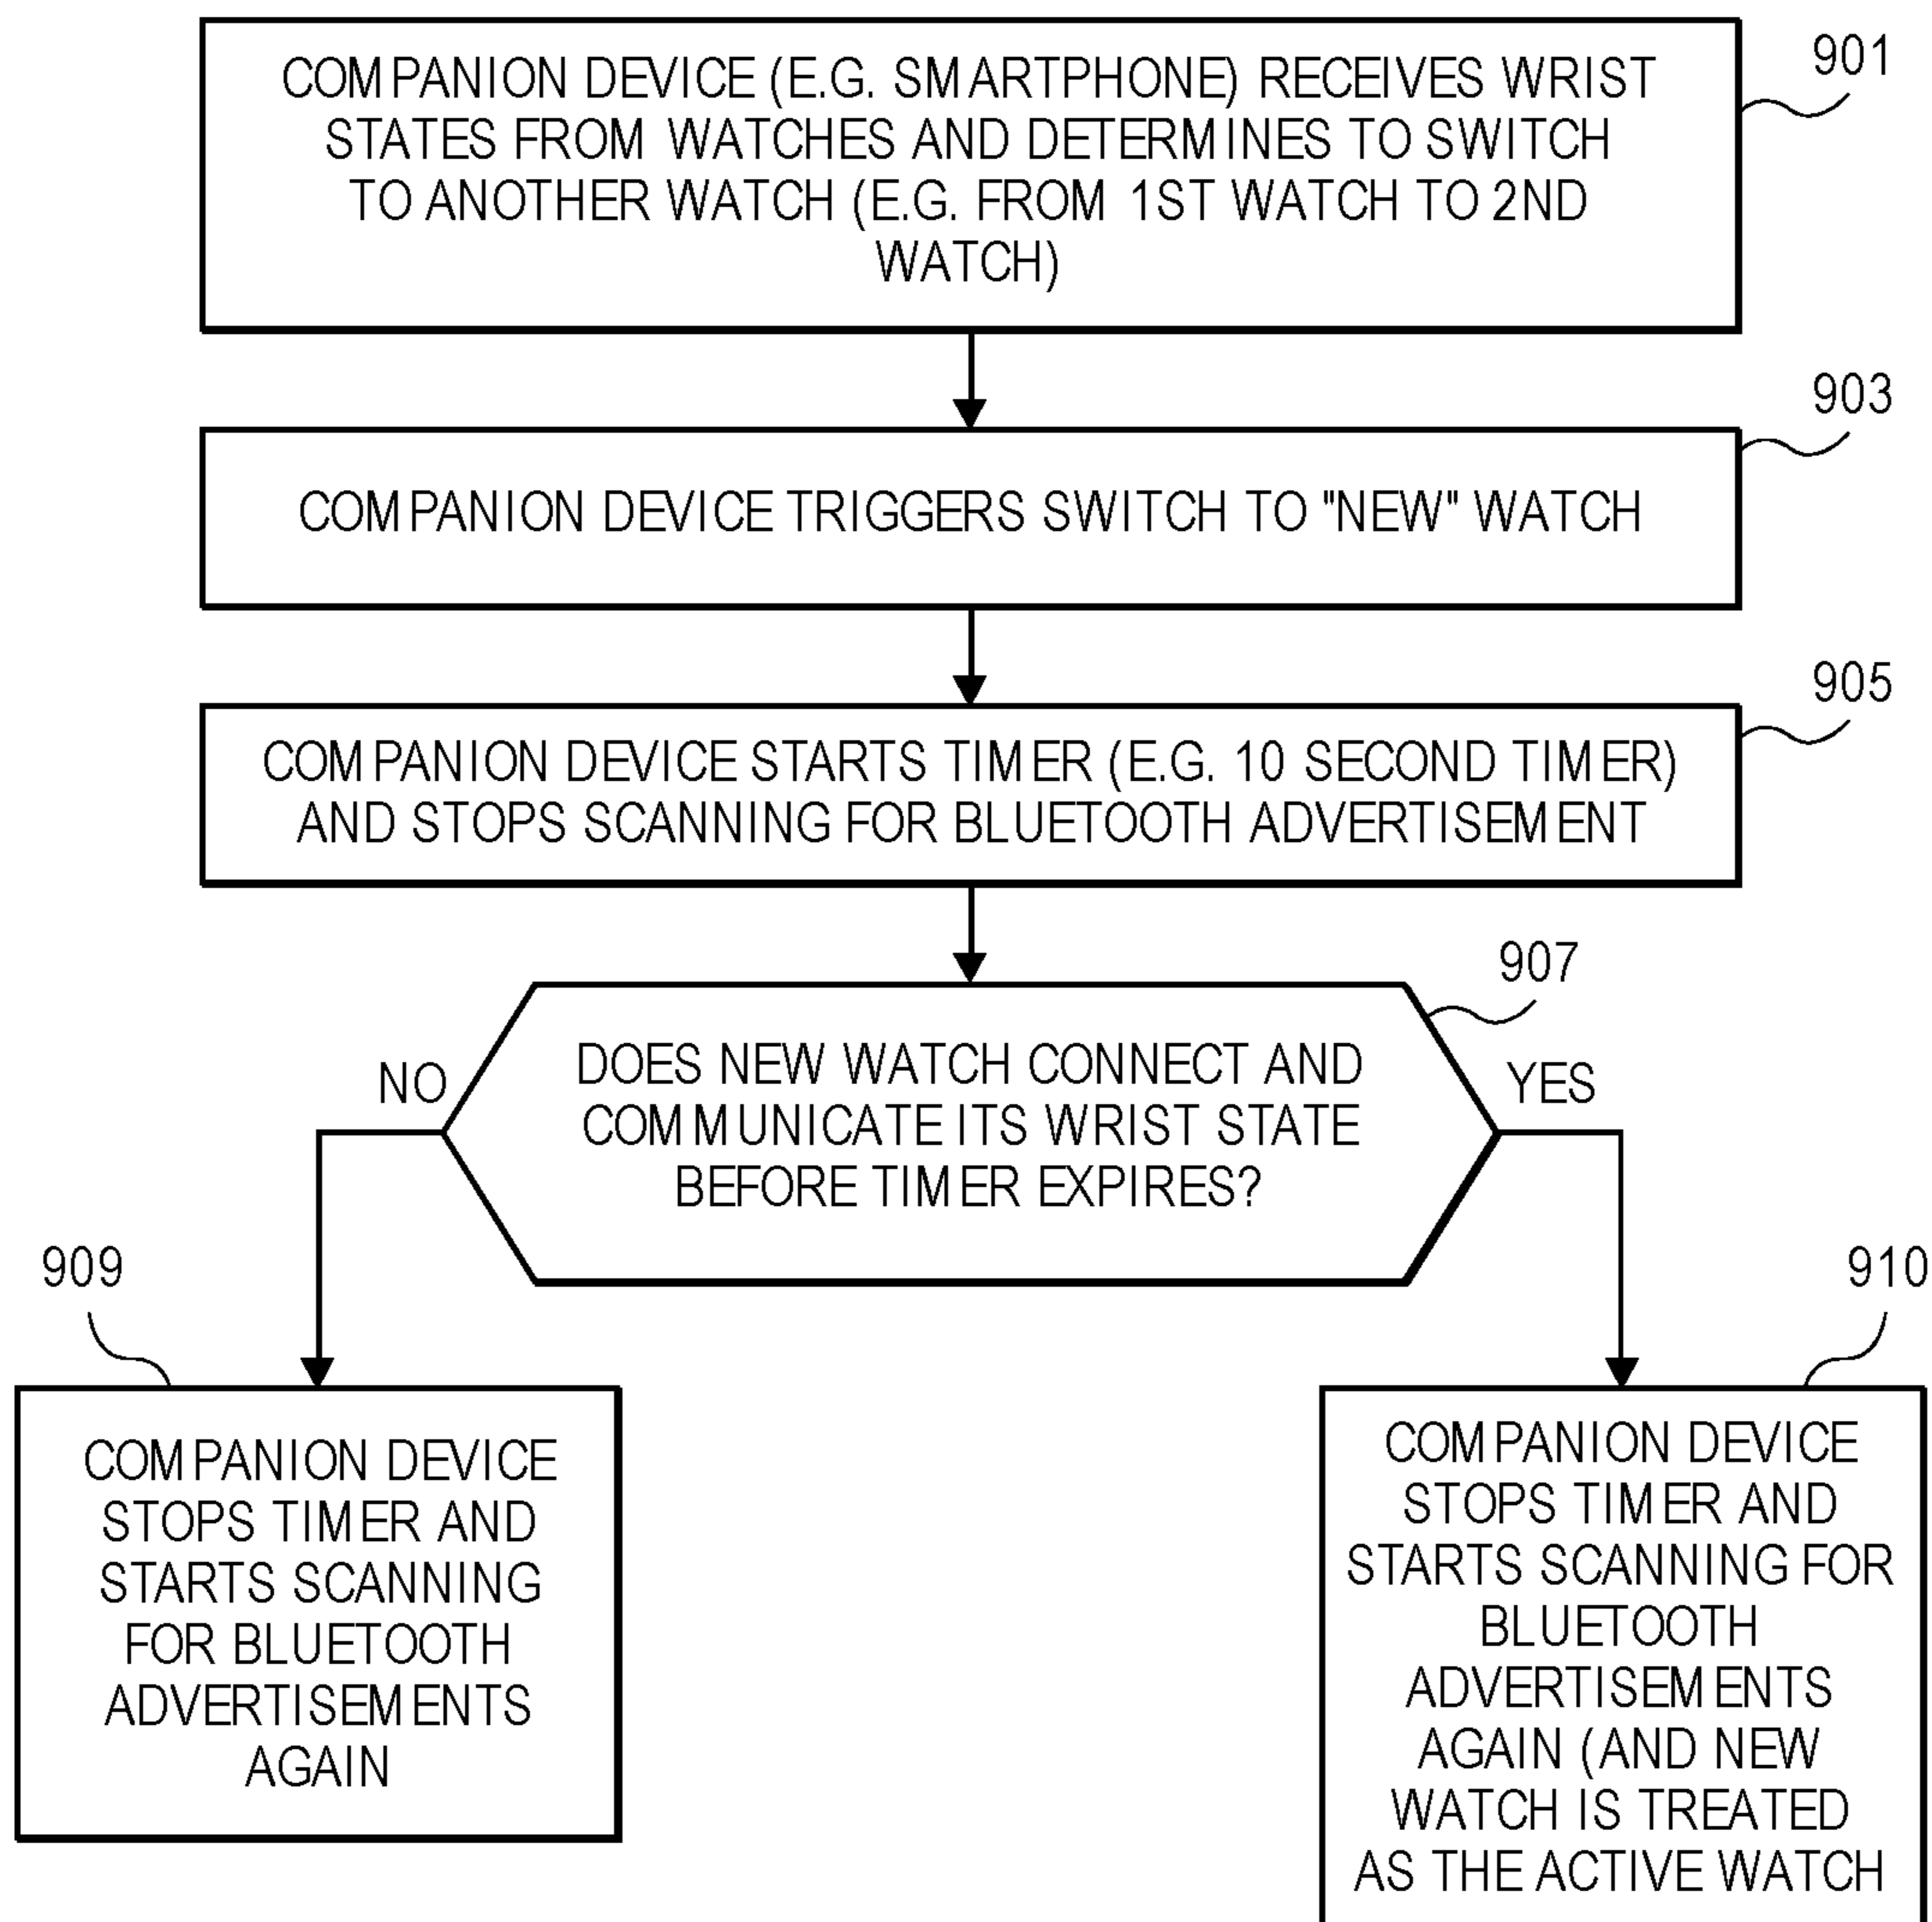 COMPANION DEVICE (E.G. SMARTPHONE) RECEIVES WRIST
STATES FROM WATCHES AND DETERMINES TO SWITCH
TO ANOTHER WATCH (E.G. FROM 1ST WATCH TO 2ND
WATCH)
901
903
COMPANION DEVICE TRIGGERS SWITCH TO "NEW" WATCH
905
COMPANION DEVICE STARTS TIMER (E.G. 10 SECOND TIMER)
AND STOPS SCANNING FOR BLUETOOTH ADVERTISEMENT
907
DOES NEW WATCH CONNECT AND
COMMUNICATE ITS WRIST STATE
BEFORE TIMER EXPIRES?
NO
YES
909
COMPANION DEVICE
STOPS TIMER AND
STARTS SCANNING
FOR BLUETOOTH
ADVERTISEMENTS
AGAIN
910
COMPANION DEVICE
STOPS TIMER AND
STARTS SCANNING FOR
BLUETOOTH
ADVERTISEMENTS
AGAIN (AND NEW
WATCH IS TREATED
AS THE ACTIVE WATCH